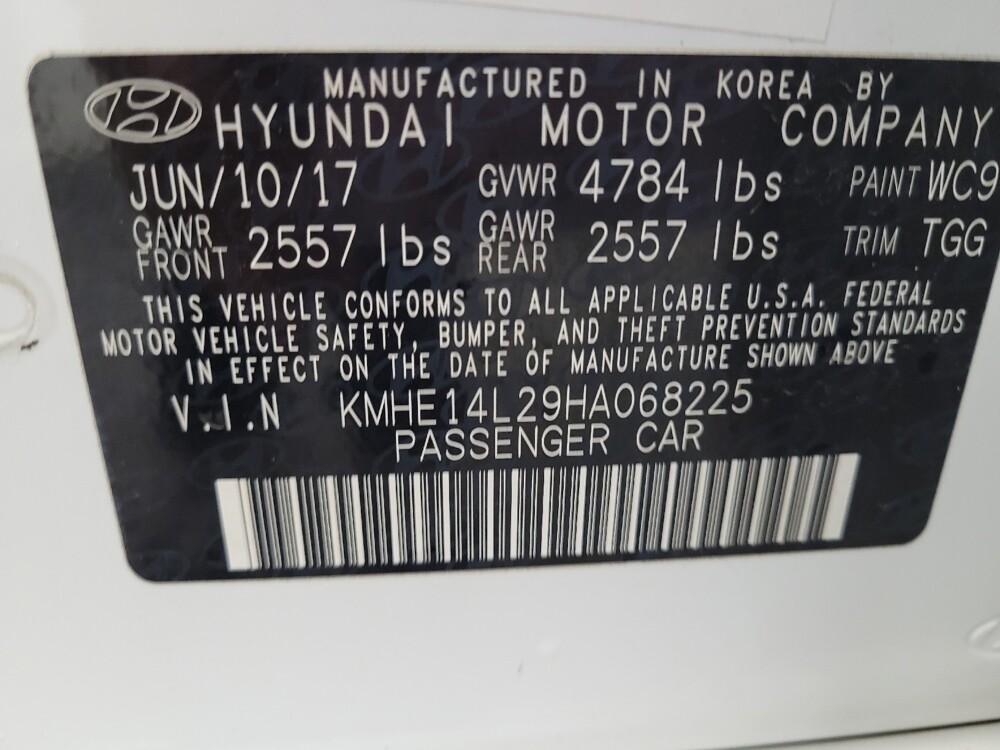 MANUFACTURED IN KOREA BY
HYUNDAI MOTOR COMPANY
JUN/10/17 GVWR 4784 lbs PAINT WC9
GAWR FRONT 2557 lbs GAWR REAR 2557 lbs TRIM TGG
THIS VEHICLE CONFORMS TO ALL APPLICABLE U.S.A. FEDERAL
MOTOR VEHICLE SAFETY, BUMPER, AND THEFT PREVENTION STANDARDS
IN EFFECT ON THE DATE OF MANUFACTURE SHOWN ABOVE
V.I.N KMHE14L29HA068225
PASSENGER CAR